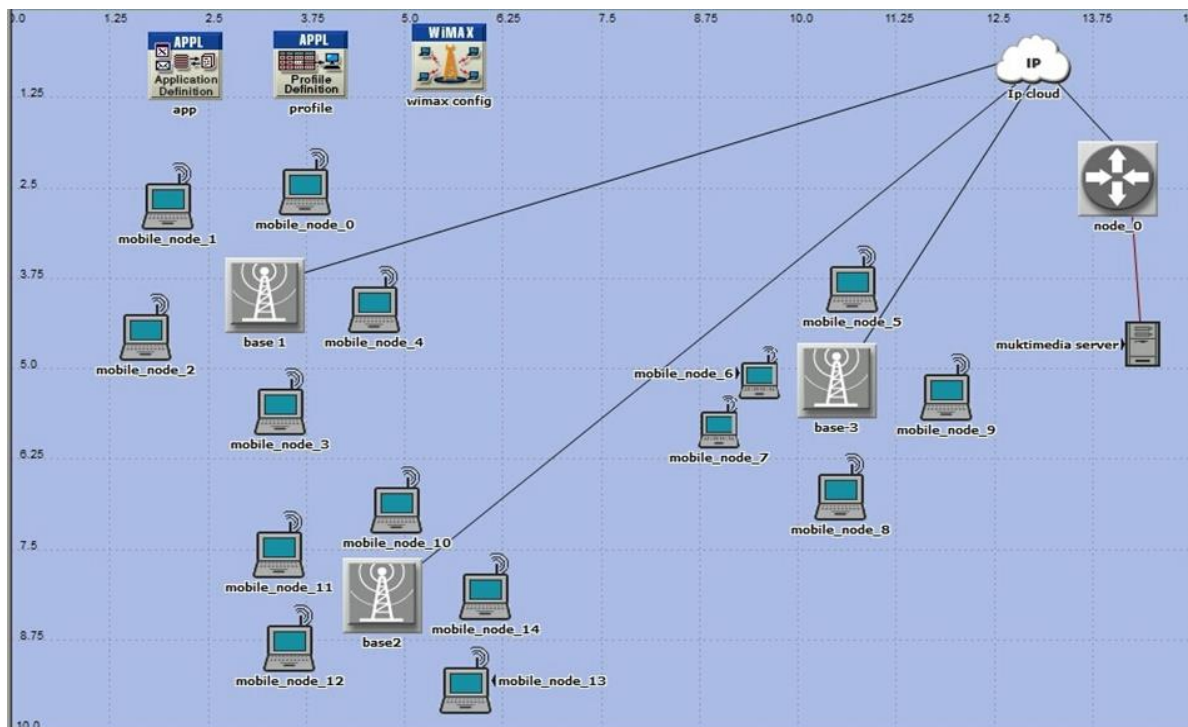 0.0 1.25 2.5 3.75 5.0 6.25 7.5 8.75 10.0 11.25 12.5 13.75 15.0
APPL
Application
Definition
app
APPL
Profile
Definition
profile
WiMAX
wimax config
IP
Ip cloud
1.25
2.5
mobile_node_1
mobile_node_0
node_0
3.75
base 1
mobile_node_4
mobile_node_2
mobile_node_5
muktimedia server
5.0
mobile_node_6
mobile_node_3
base-3
mobile_node_9
mobile_node_7
6.25
mobile_node_8
mobile_node_10
7.5
mobile_node_11
base2
mobile_node_14
8.75
mobile_node_12
mobile_node_13
10.0